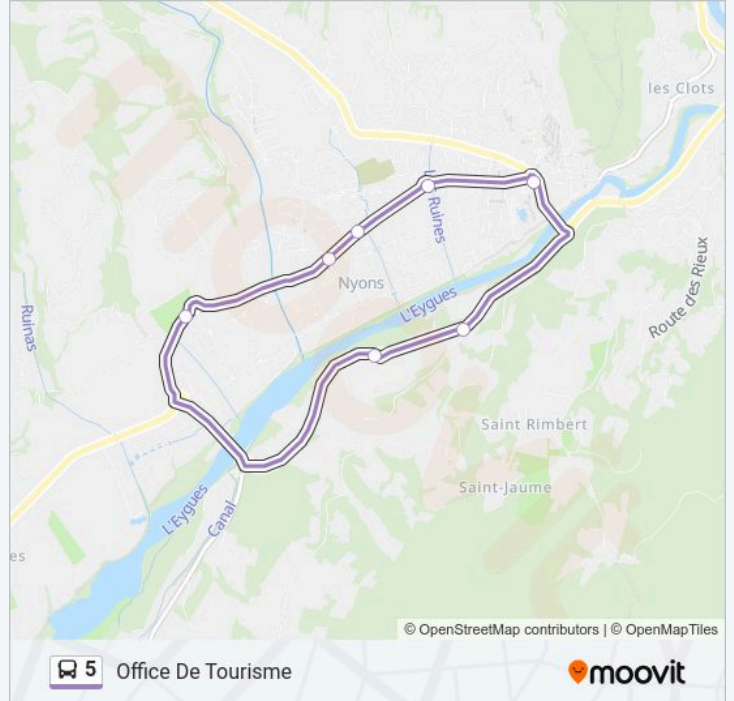 les Clots
Ruines
Nyons
L'Eygues
Route des Rieux
Ruinas
Saint Rimbert
Saint-Jaume
L'Eygues
Canal
es
© OpenStreetMap contributors | © OpenMapTiles
5 Office De Tourisme
moovit